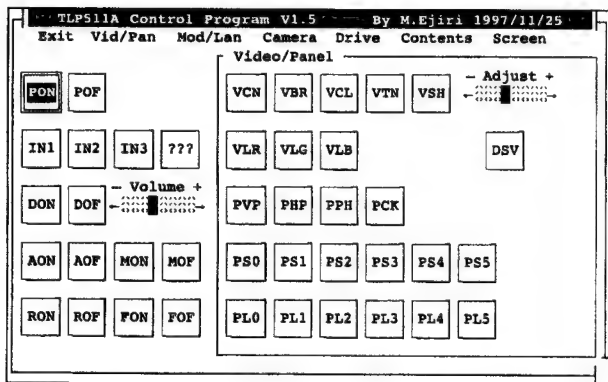 TLP511A Control Program V1.5 By M.Ejiri 1997/11/25
Exit Vid/Pan Mod/Lan Camera Drive Contents Screen
Video/Panel
PON POF VCN VBR VCL VTN VSH - Adjust +
IN1 IN2 IN3 ??? VLR VLG VLB DSV
- Volume +
DON DOF PVP PHP PPH PCK
AON AOF MON MOF PS0 PS1 PS2 PS3 PS4 PS5
RON ROF FON FOF PL0 PL1 PL2 PL3 PL4 PL5